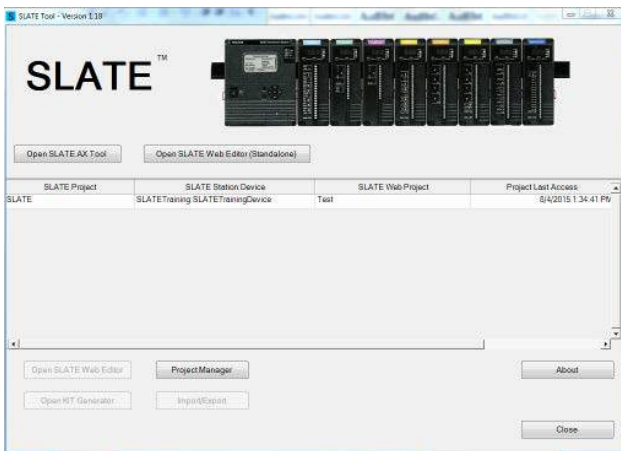 SLATE Tool - Version 1.18
SLATE™
Open SLATE AX Tool
Open SLATE Web Editor (Standalone)
SLATE Project SLATE Station Device SLATE Web Project Project Last Access
SLATE SLATETraining:SLATETrainingDevice Test 8/4/2015 1:34:41 PM
Open SLATE Web Editor
Project Manager
About
Open KIT Generator
Import/Export
Close